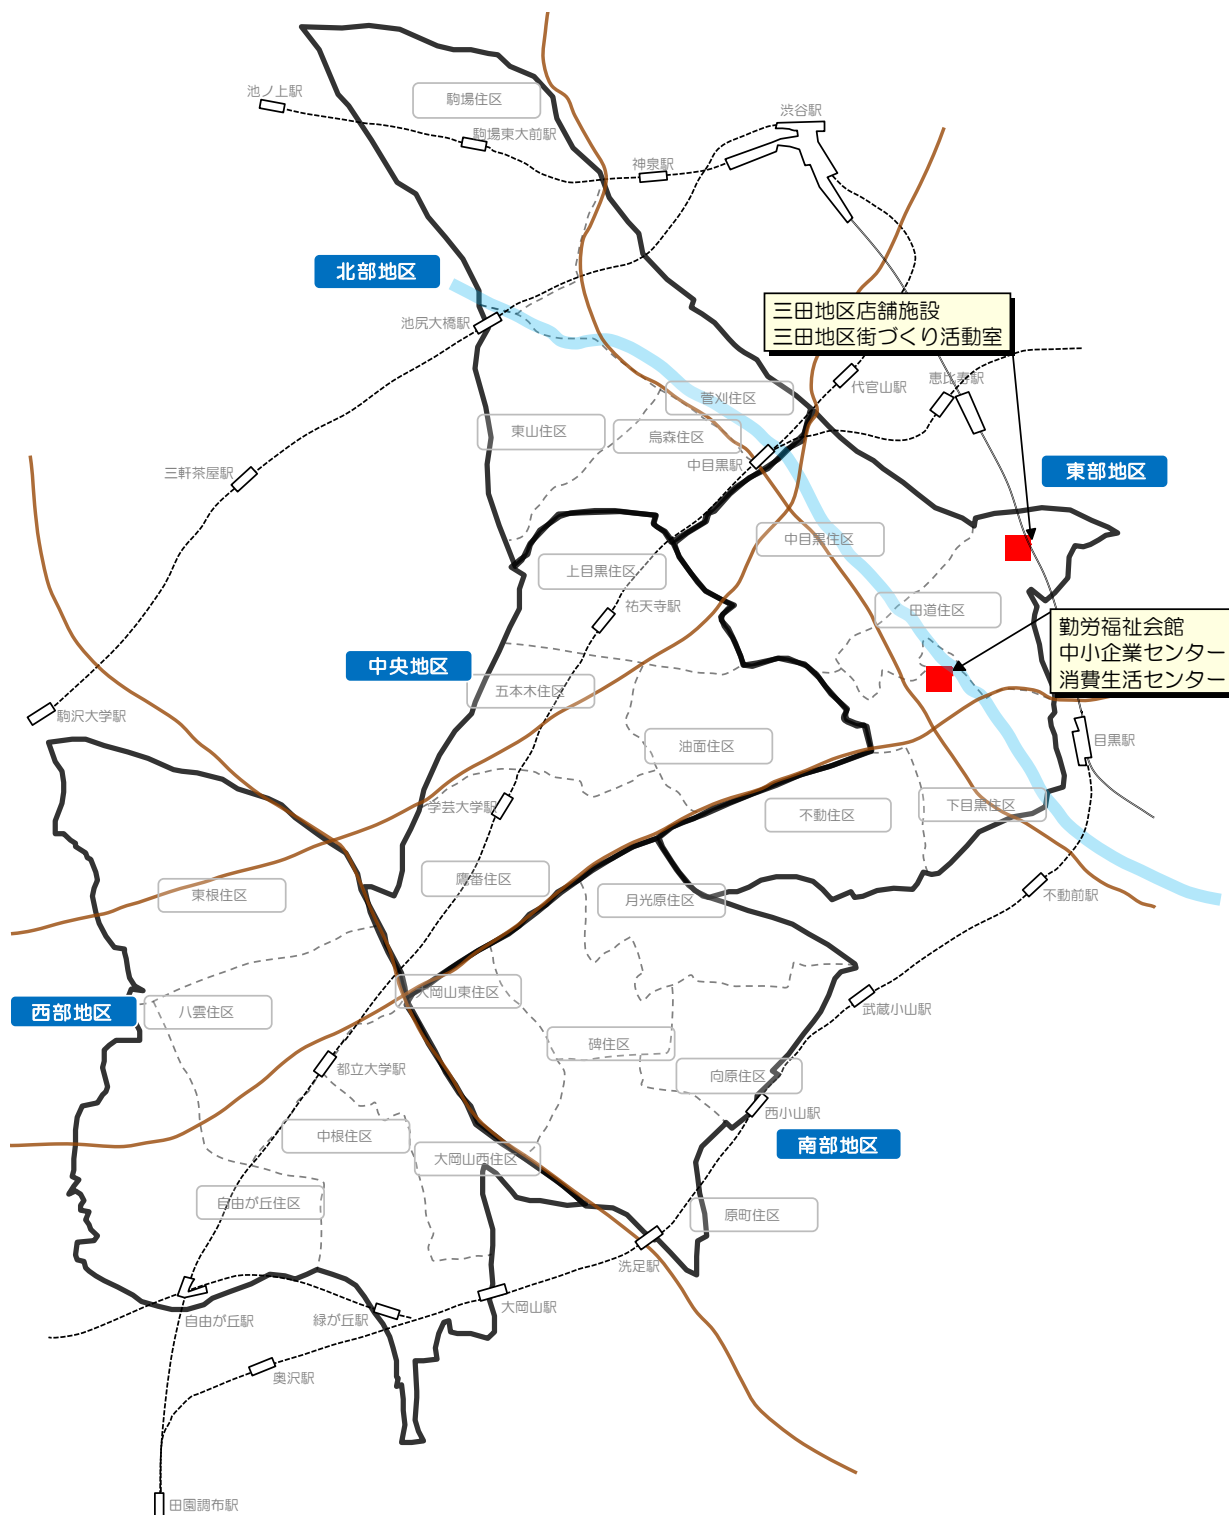 池ノ上駅
駒場住区
渋谷駅
駒場東大前駅
神泉駅
北部地区
三田地区店舗施設
三田地区街づくり活動室
池尻大橋駅
代官山駅
恵比寿駅
菅刈住区
東山住区
烏森住区
中目黒駅
三軒茶屋駅
東部地区
中目黒住区
上目黒住区
祐天寺駅
田道住区
勤労福祉会館
中小企業センター
消費生活センター
中央地区
五本木住区
駒沢大学駅
油面住区
目黒駅
学芸大学駅
不動住区
下目黒住区
鷹番住区
東根住区
月光原住区
不動前駅
大岡山東住区
西部地区
八雲住区
武蔵小山駅
碑住区
都立大学駅
向原住区
西小山駅
中根住区
南部地区
大岡山西住区
自由が丘住区
原町住区
洗足駅
大岡山駅
自由が丘駅
緑が丘駅
奥沢駅
田園調布駅